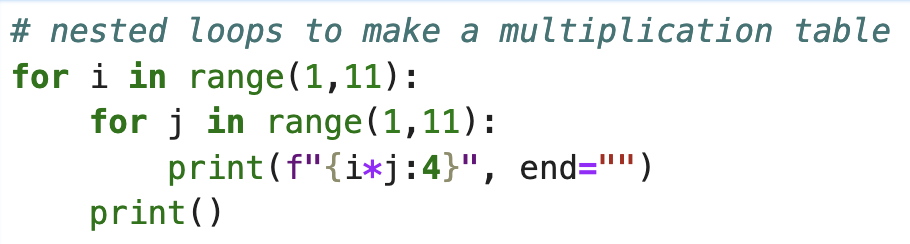 # nested loops to make a multiplication table
for i in range(1,11):
    for j in range(1,11):
        print(f"{i*j:4}", end="")
    print()